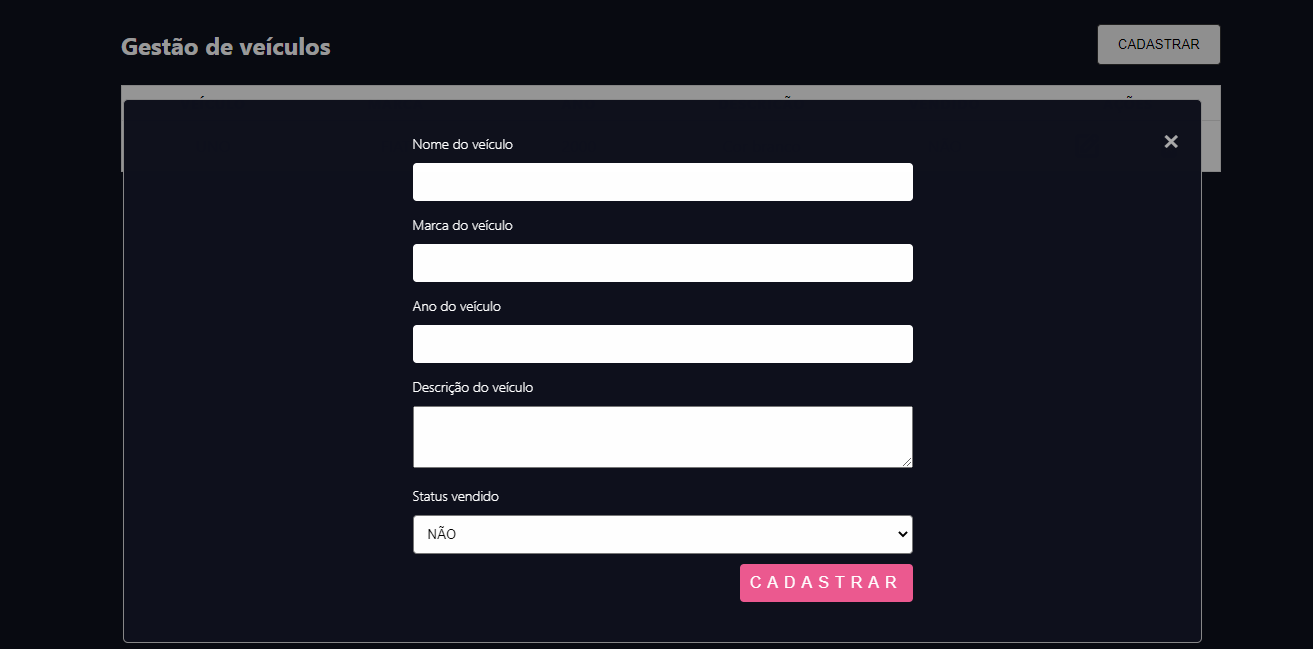 Gestão de veículos
CADASTRAR
Nome do veículo
Marca do veículo
Ano do veículo
Descrição do veículo
Status vendido
NÃO
CADASTRAR